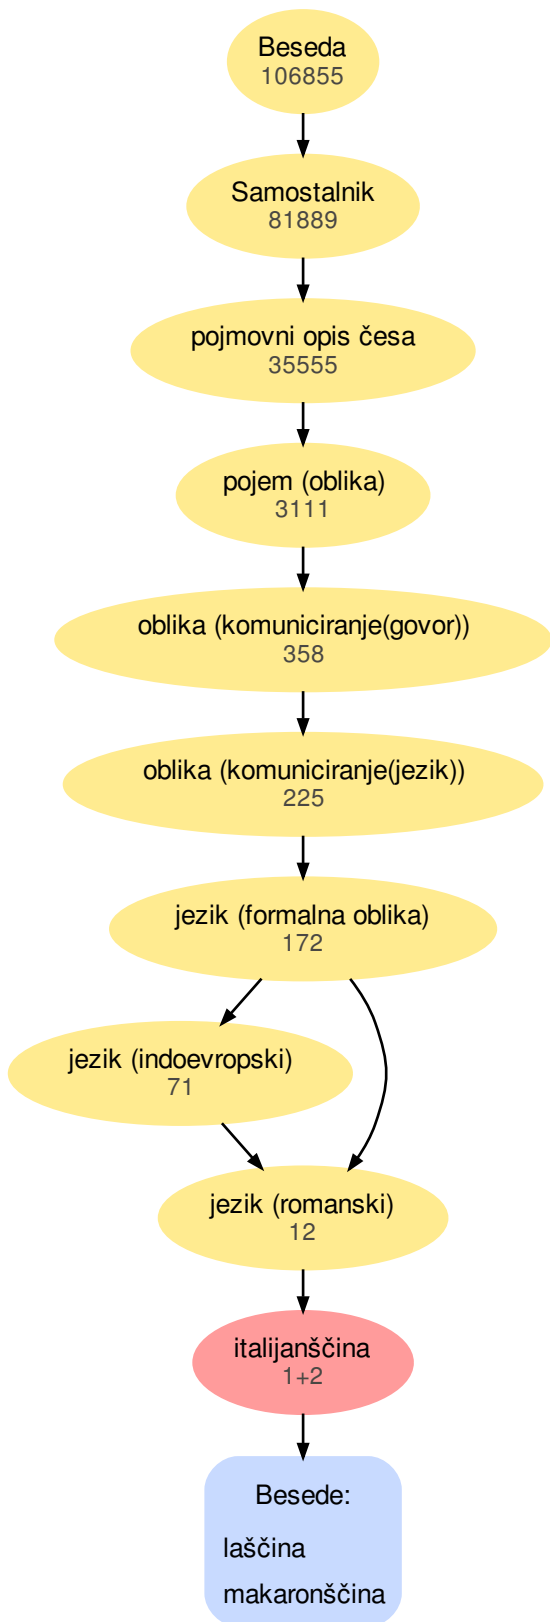 Beseda
106855
Samostalnik
81889
pojmovni opis česa
35555
pojem (oblika)
3111
oblika (komuniciranje(govor))
358
oblika (komuniciranje(jezik))
225
jezik (formalna oblika)
172
jezik (indoevropski)
71
jezik (romanski)
12
italijanščina
1+2
Besede:
laščina
makaronščina